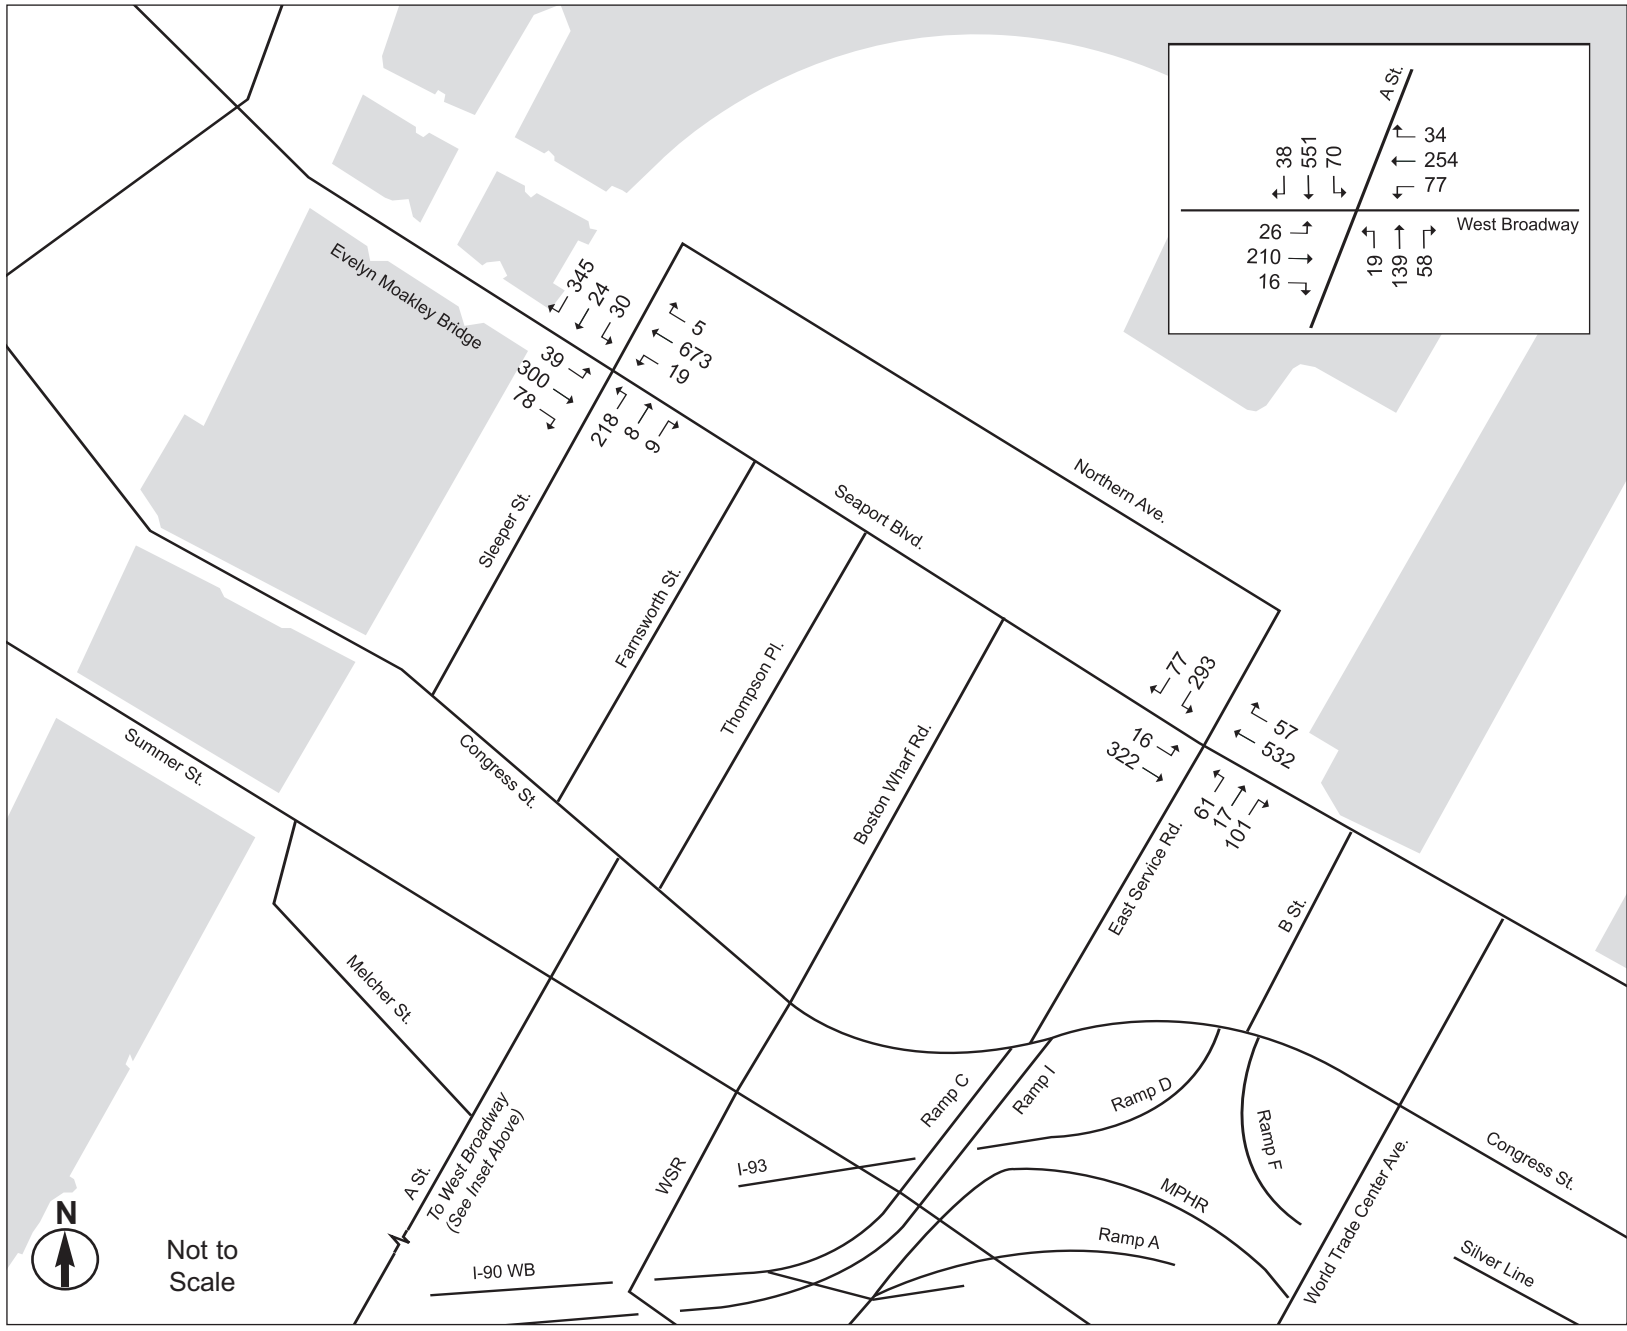 A St.
38
551
70
34
254
77
West Broadway
26
210
16
19
139
58
Evelyn Moakley Bridge
345
24
30
5
673
19
39
300
78
218
8
9
Northern Ave.
Seaport Blvd.
Sleeper St.
Farnsworth St.
Thompson Pl.
Boston Wharf Rd.
77
293
57
532
16
322
61
17
101
East Service Rd.
B St.
Summer St.
Congress St.
Melcher St.
A St.
To West Broadway
(See Inset Above)
WSR
Ramp C
Ramp I
Ramp D
Ramp F
I-93
MPHR
Ramp A
World Trade Center Ave.
Congress St.
Silver Line
I-90 WB
N
Not to
Scale